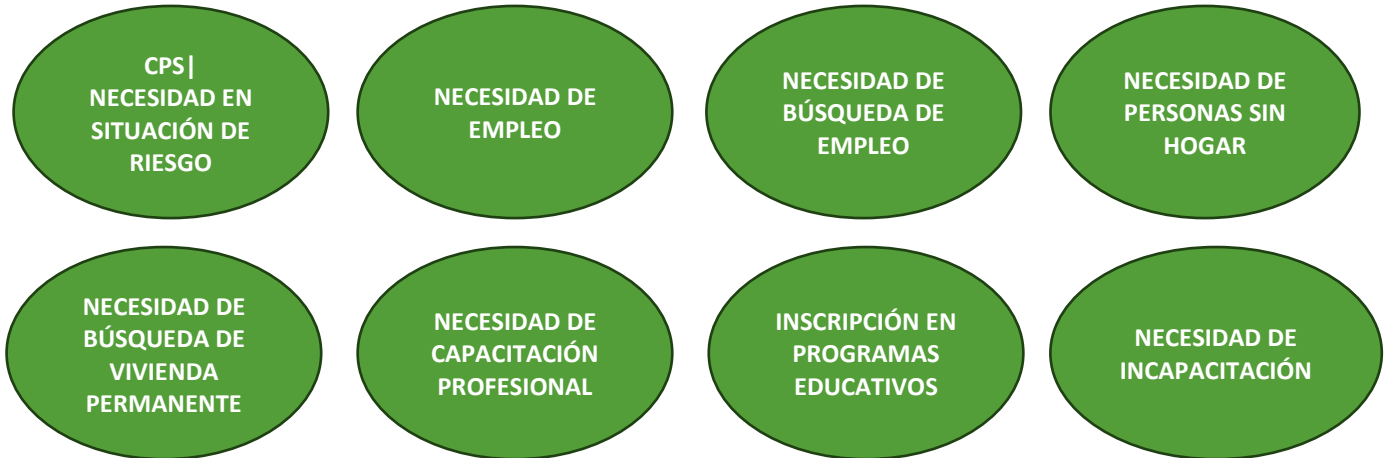 CPS|
NECESIDAD EN
SITUACIÓN DE
RIESGO
NECESIDAD DE
EMPLEO
NECESIDAD DE
BÚSQUEDA DE
EMPLEO
NECESIDAD DE
PERSONAS SIN
HOGAR
NECESIDAD DE
BÚSQUEDA DE
VIVIENDA
PERMANENTE
NECESIDAD DE
CAPACITACIÓN
PROFESIONAL
INSCRIPCIÓN EN
PROGRAMAS
EDUCATIVOS
NECESIDAD DE
INCAPACITACIÓN